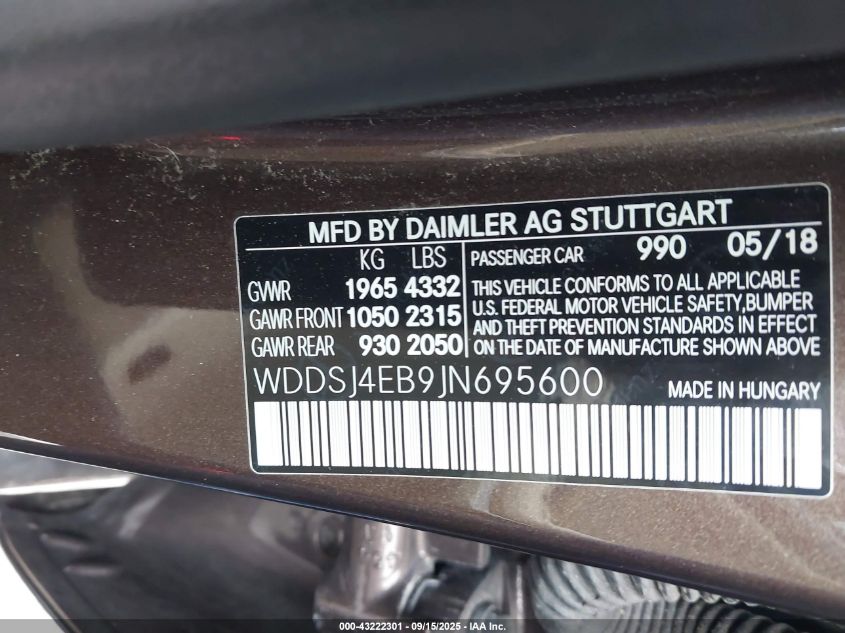 MFD BY DAIMLER AG STUTTGART
KG LBS
GVWR 1965 4332
GAWR FRONT 1050 2315
GAWR REAR 930 2050
PASSENGER CAR 990 05/18
THIS VEHICLE CONFORMS TO ALL APPLICABLE
U.S. FEDERAL MOTOR VEHICLE SAFETY,BUMPER
AND THEFT PREVENTION STANDARDS IN EFFECT
ON THE DATE OF MANUFACTURE SHOWN ABOVE
WDDSJ4EB9JN695600 MADE IN HUNGARY
000-43222301 - 09/15/2025 - IAA Inc.